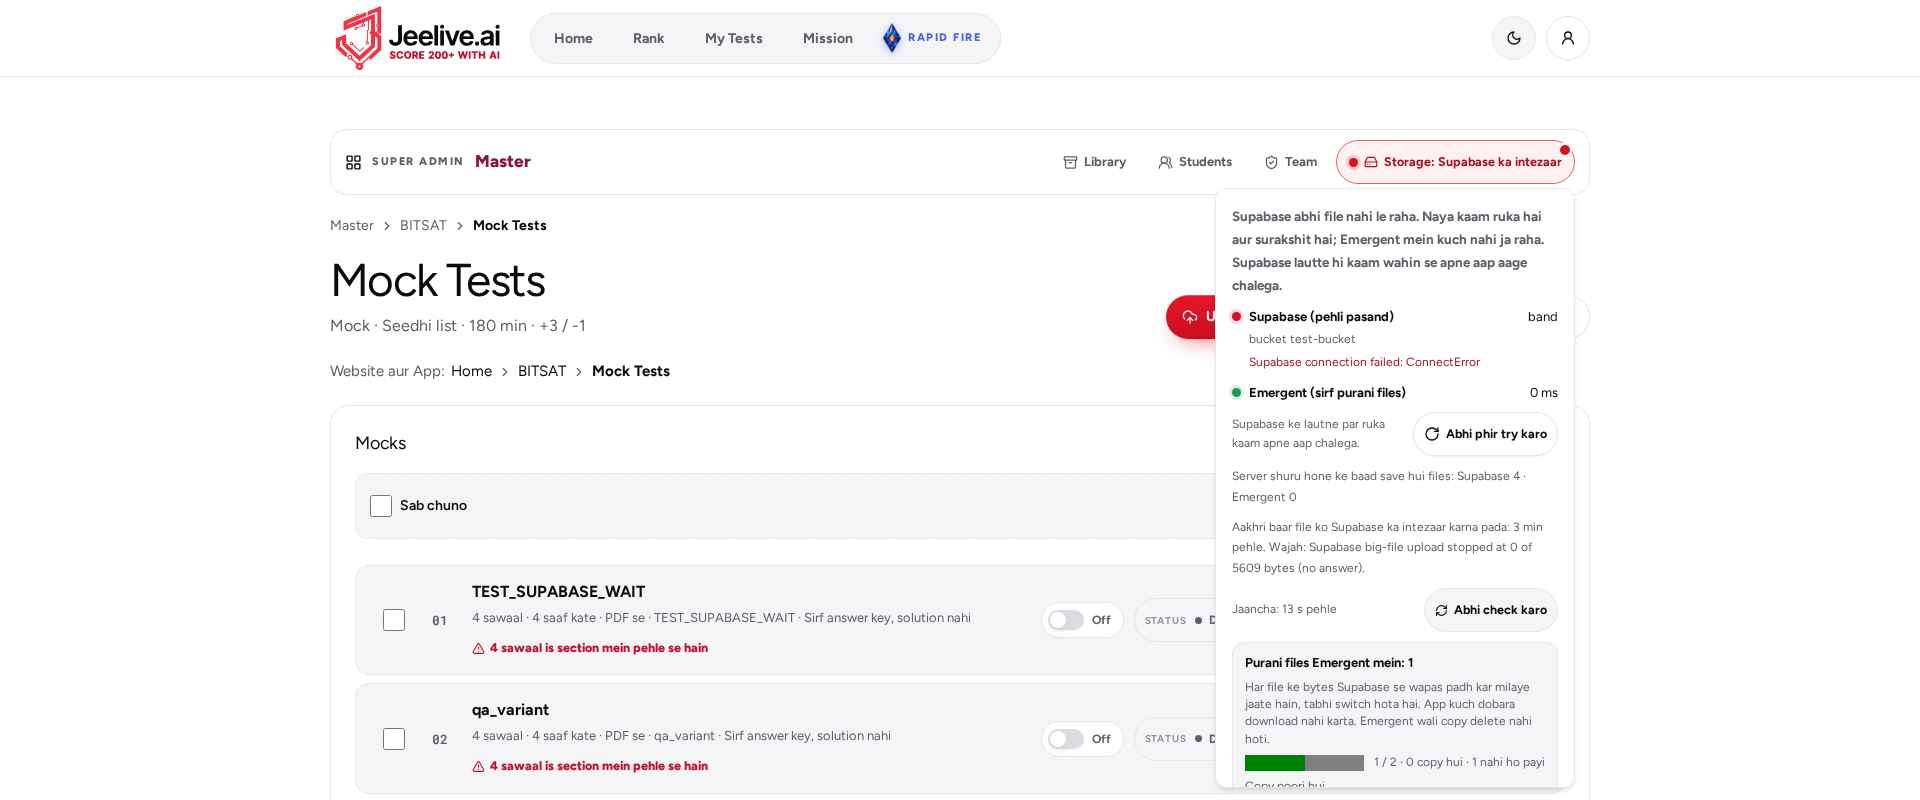 Jeelive.ai
SCORE 200+ WITH AI
Home
Rank
My Tests
Mission
RAPID FIRE
SUPER ADMIN
Master
Library
Students
Team
Storage: Supabase ka intezaar
Master > BITSAT > Mock Tests
Mock Tests
Mock · Seedhi list · 180 min · +3 / -1
Website aur App: Home > BITSAT > Mock Tests
Mocks
Sab chuno
01
TEST_SUPABASE_WAIT
4 sawaal · 4 saaf kate · PDF se · TEST_SUPABASE_WAIT · Sirf answer key, solution nahi
4 sawaal is section mein pehle se hain
Off
STATUS
02
qa_variant
4 sawaal · 4 saaf kate · PDF se · qa_variant · Sirf answer key, solution nahi
4 sawaal is section mein pehle se hain
Off
STATUS
Supabase abhi file nahi le raha. Naya kaam ruka hai
aur surakshit hai; Emergent mein kuch nahi ja raha.
Supabase lautte hi kaam wahin se apne aap aage
chalega.
Supabase (pehli pasand)
band
bucket test-bucket
Supabase connection failed: ConnectError
Emergent (sirf purani files)
0 ms
Supabase ke lautne par ruka
kaam apne aap chalega.
Abhi phir try karo
Server shuru hone ke baad save hui files: Supabase 4 ·
Emergent 0
Aakhri baar file ko Supabase ka intezaar karna pada: 3 min
pehle. Wajah: Supabase big-file upload stopped at 0 of
5609 bytes (no answer).
Jaancha: 13 s pehle
Abhi check karo
Purani files Emergent mein: 1
Har file ke bytes Supabase se wapas padh kar milaye
jaate hain, tabhi switch hota hai. App kuch dobara
download nahi karta. Emergent wali copy delete nahi
hoti.
1 / 2 · 0 copy hui · 1 nahi ho payi